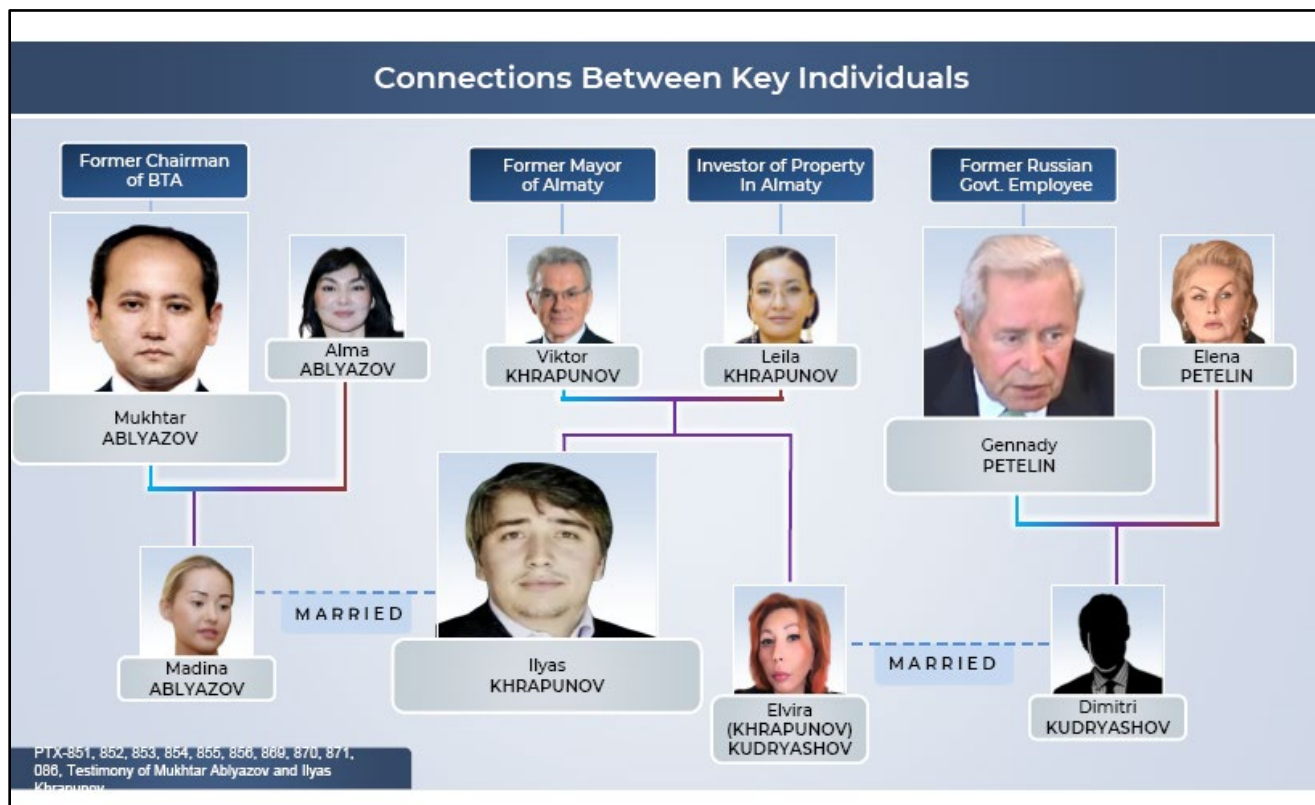 Connections Between Key Individuals
Former Chairman
of BTA
Former Mayor
of Almaty
Investor of Property
In Almaty
Former Russian
Govt. Employee
Alma
ABLYAZOV
Viktor
KHRAPUNOV
Leila
KHRAPUNOV
Elena
PETELIN
Mukhtar
ABLYAZOV
Gennady
PETELIN
MARRIED
Madina
ABLYAZOV
Ilyas
KHRAPUNOV
MARRIED
Elvira
(KHRAPUNOV)
KUDRYASHOV
Dimitri
KUDRYASHOV
PTX-851, 852, 853, 854, 855, 856, 869, 870, 871,
086, Testimony of Mukhtar Ablyazov and Ilyas
Khrapunov